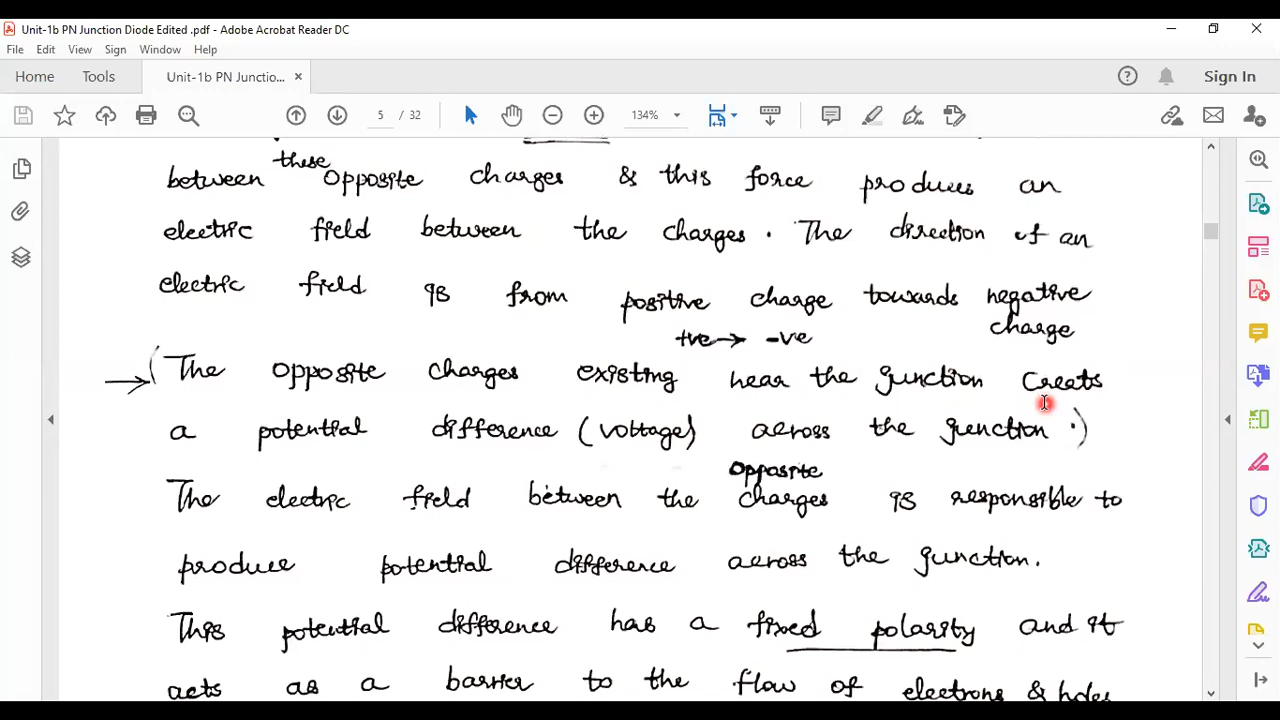 Unit-1b PN Junction Diode Edited .pdf - Adobe Acrobat Reader DC
File Edit View Sign Window Help
Home Tools Unit-1b PN Junctio... × Sign In
5 / 32 134%
between these opposite charges & this force produces an
electric field between the charges. The direction of an
electric field is from positive charge towards negative charge
+ve → -ve
→ (The opposite charges existing near the junction creats
a potential difference (voltage) across the junction.)
The electric field between the opposite charges is responsible to
produce potential difference across the junction.
This potential difference has a fixed polarity and it
acts as a barrier to the flow of electrons & holes